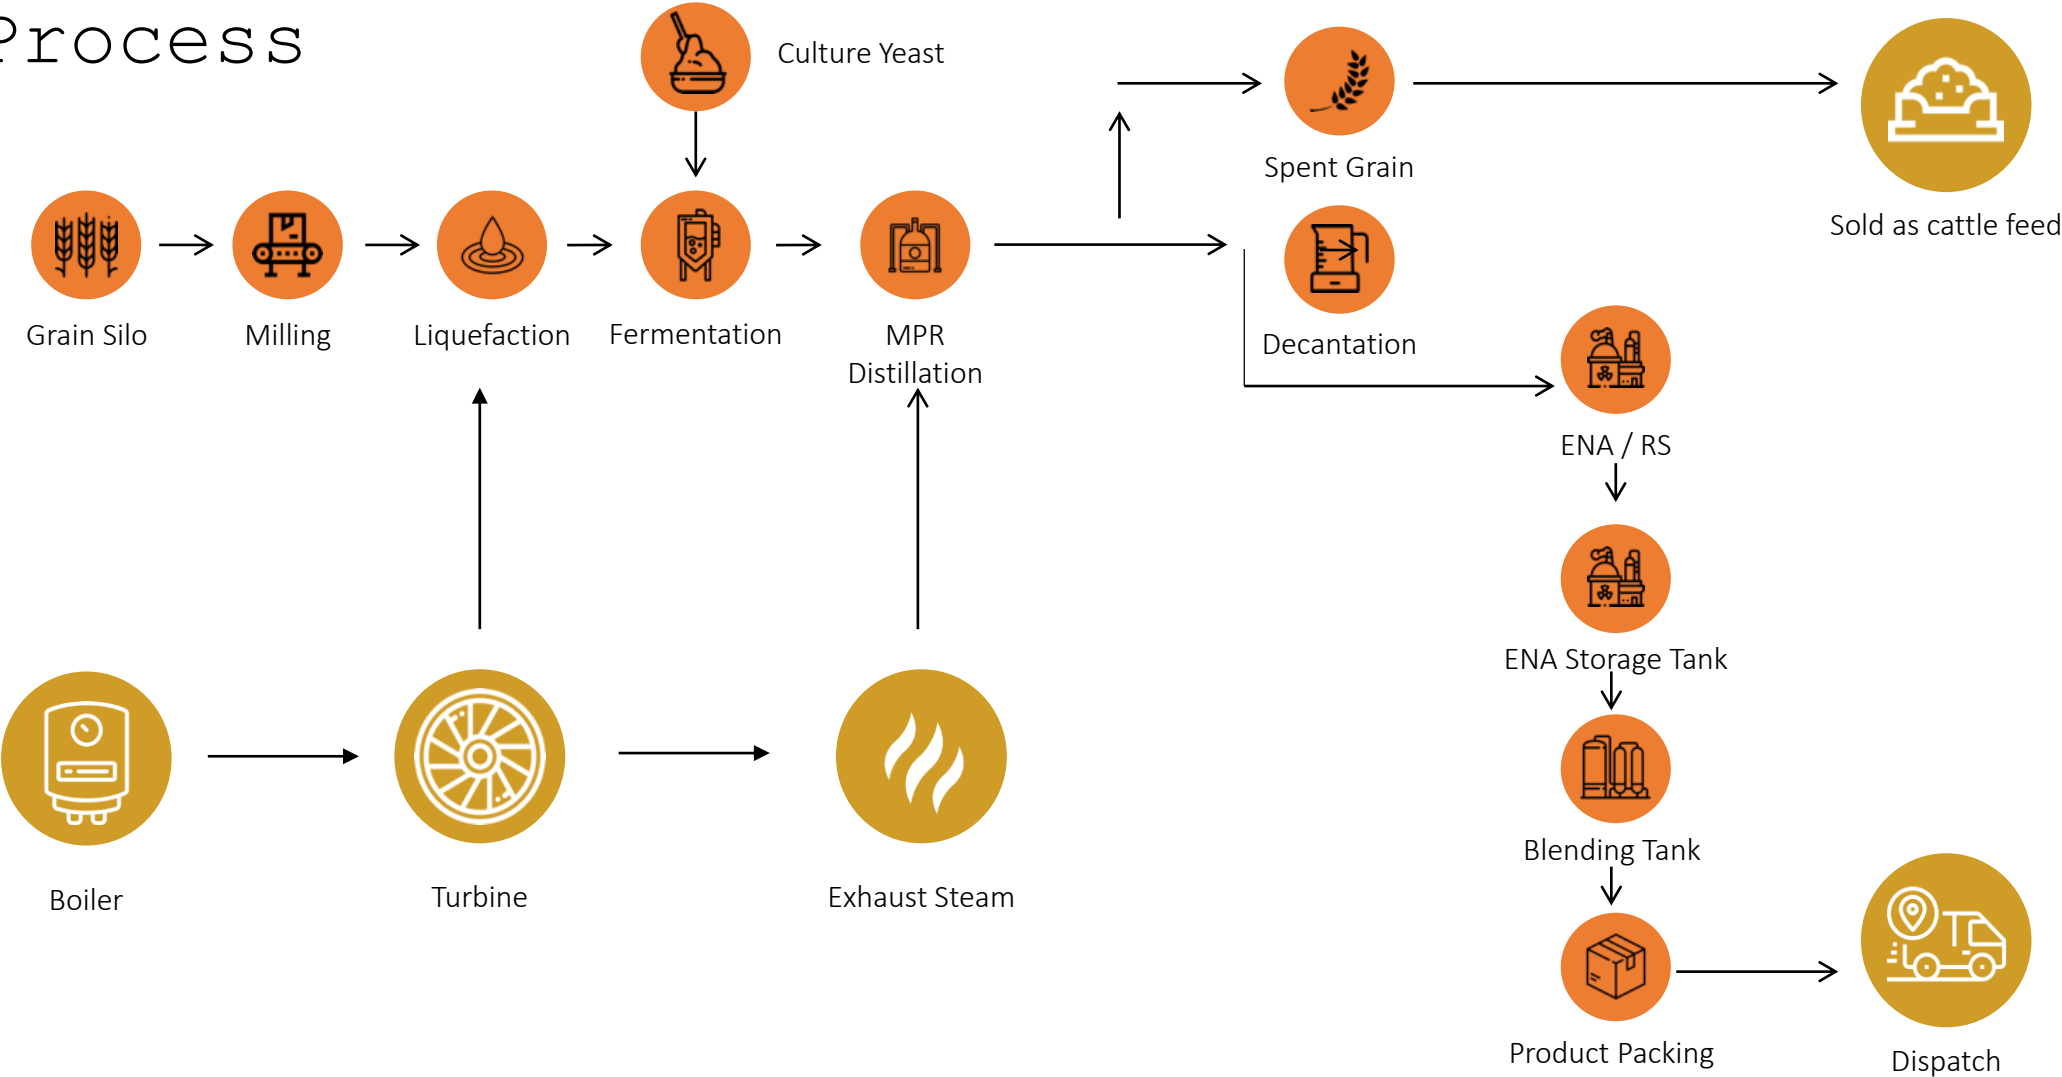 Process
Culture Yeast
Spent Grain
Sold as cattle feed
Grain Silo
Milling
Liquefaction
Fermentation
MPR
Distillation
Decantation
ENA / RS
ENA Storage Tank
Blending Tank
Boiler
Turbine
Exhaust Steam
Product Packing
Dispatch